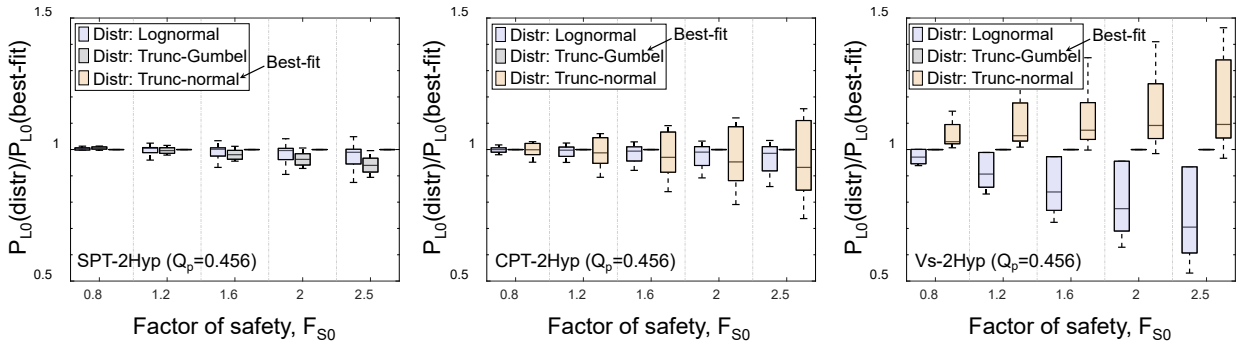 P_L0(distr)/P_L0(best-fit)
1.5
1
0.5
Distr: Lognormal
Distr: Trunc-Gumbel
Distr: Trunc-normal
Best-fit
SPT-2Hyp (Q_p=0.456)
0.8 1.2 1.6 2 2.5
Factor of safety, F_S0
P_L0(distr)/P_L0(best-fit)
1.5
1
0.5
Distr: Lognormal
Distr: Trunc-Gumbel
Distr: Trunc-normal
Best-fit
CPT-2Hyp (Q_p=0.456)
0.8 1.2 1.6 2 2.5
Factor of safety, F_S0
P_L0(distr)/P_L0(best-fit)
1.5
1
0.5
Distr: Lognormal
Distr: Trunc-Gumbel
Distr: Trunc-normal
Best-fit
Vs-2Hyp (Q_p=0.456)
0.8 1.2 1.6 2 2.5
Factor of safety, F_S0